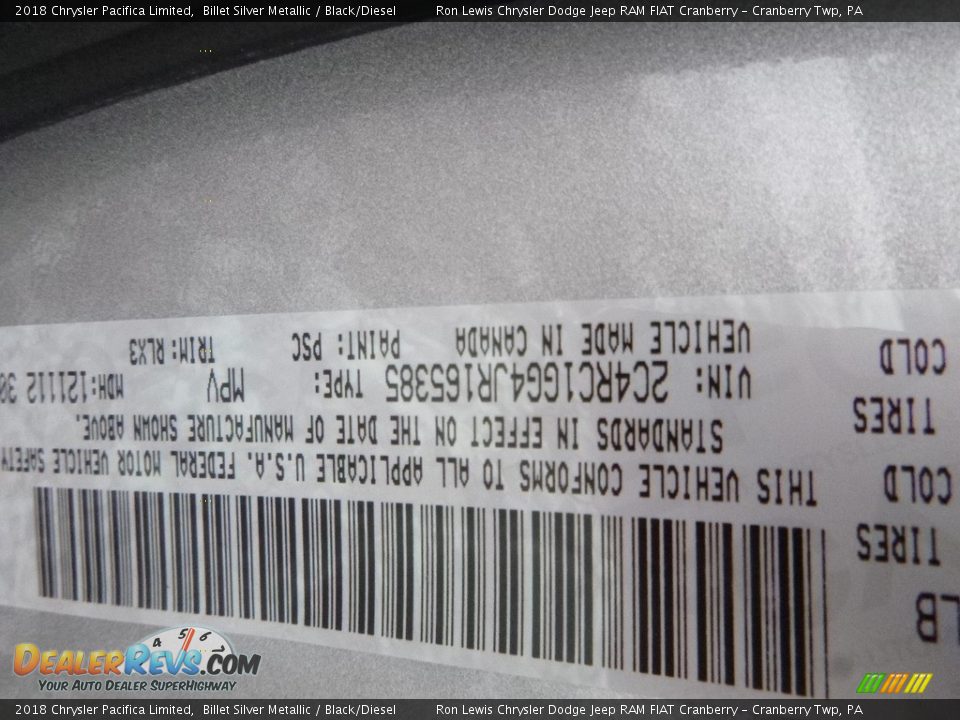 2018 Chrysler Pacifica Limited, Billet Silver Metallic / Black/Diesel Ron Lewis Chrysler Dodge Jeep RAM FIAT Cranberry – Cranberry Twp, PA
LB
TIRES
COLD
TIRES
COLD
THIS VEHICLE CONFORMS TO ALL APPLICABLE U.S.A. FEDERAL MOTOR VEHICLE SAFETY
STANDARDS IN EFFECT ON THE DATE OF MANUFACTURE SHOWN ABOVE.
VIN: 2C4RC1GG4JR165385 TYPE: MPV MDH:121112 30
VEHICLE MADE IN CANADA PAINT: PSC TRIM: RLX3
4 5 6
DEALERREVS.COM
YOUR AUTO DEALER SUPERHIGHWAY
2018 Chrysler Pacifica Limited, Billet Silver Metallic / Black/Diesel Ron Lewis Chrysler Dodge Jeep RAM FIAT Cranberry – Cranberry Twp, PA